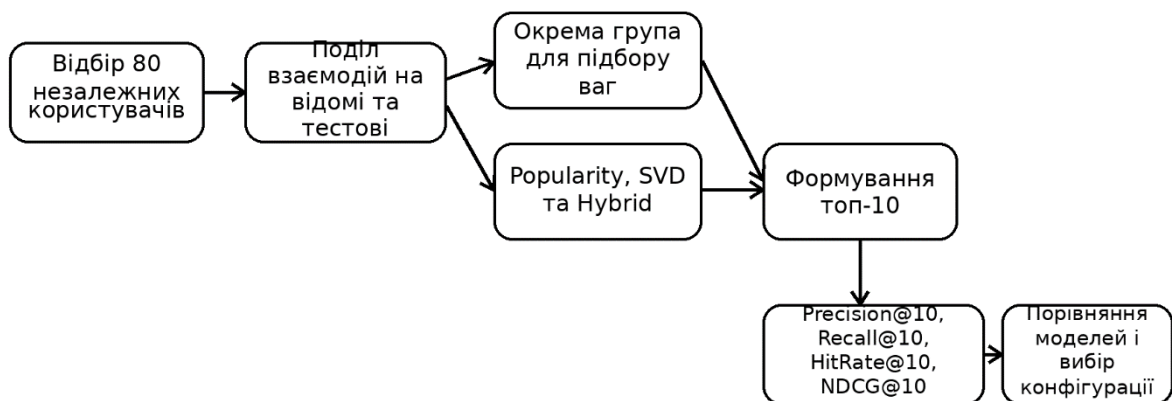 Відбір 80
незалежних
користувачів
Поділ
взаємодій на
відомі та
тестові
Окрема група
для підбору
ваг
Popularity, SVD
та Hybrid
Формування
топ-10
Precision@10,
Recall@10,
HitRate@10,
NDCG@10
Порівняння
моделей і
вибір
конфігурації